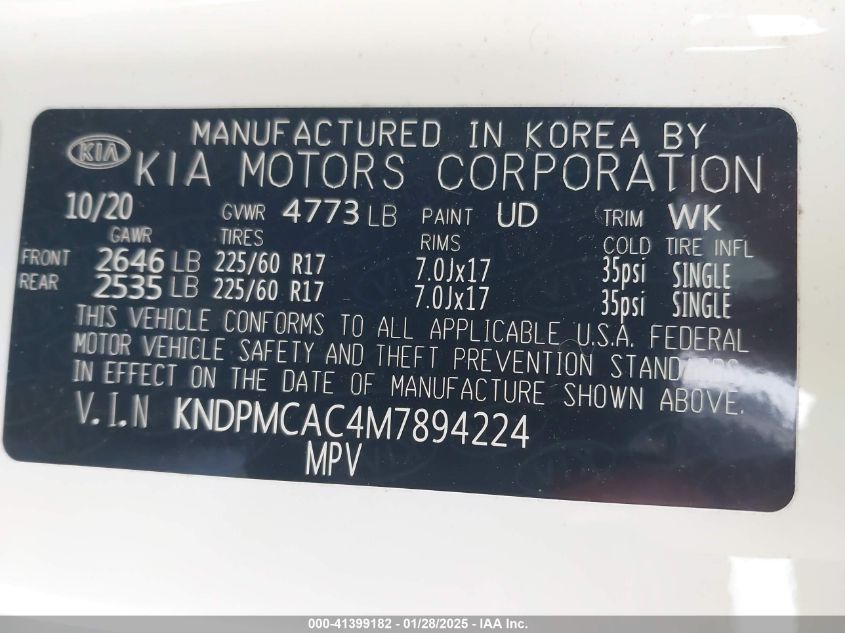 MANUFACTURED IN KOREA BY
KIA KIA MOTORS CORPORATION
10/20 GVWR 4773 LB PAINT UD TRIM WK
GAWR TIRES RIMS COLD TIRE INFL
FRONT 2646 LB 225/60 R17 7.0Jx17 35psi SINGLE
REAR 2535 LB 225/60 R17 7.0Jx17 35psi SINGLE
THIS VEHICLE CONFORMS TO ALL APPLICABLE U.S.A. FEDERAL
MOTOR VEHICLE SAFETY AND THEFT PREVENTION STANDARDS
IN EFFECT ON THE DATE OF MANUFACTURE SHOWN ABOVE.
V.I.N KNDPMCAC4M7894224
MPV
000-41399182 - 01/28/2025 - IAA Inc.